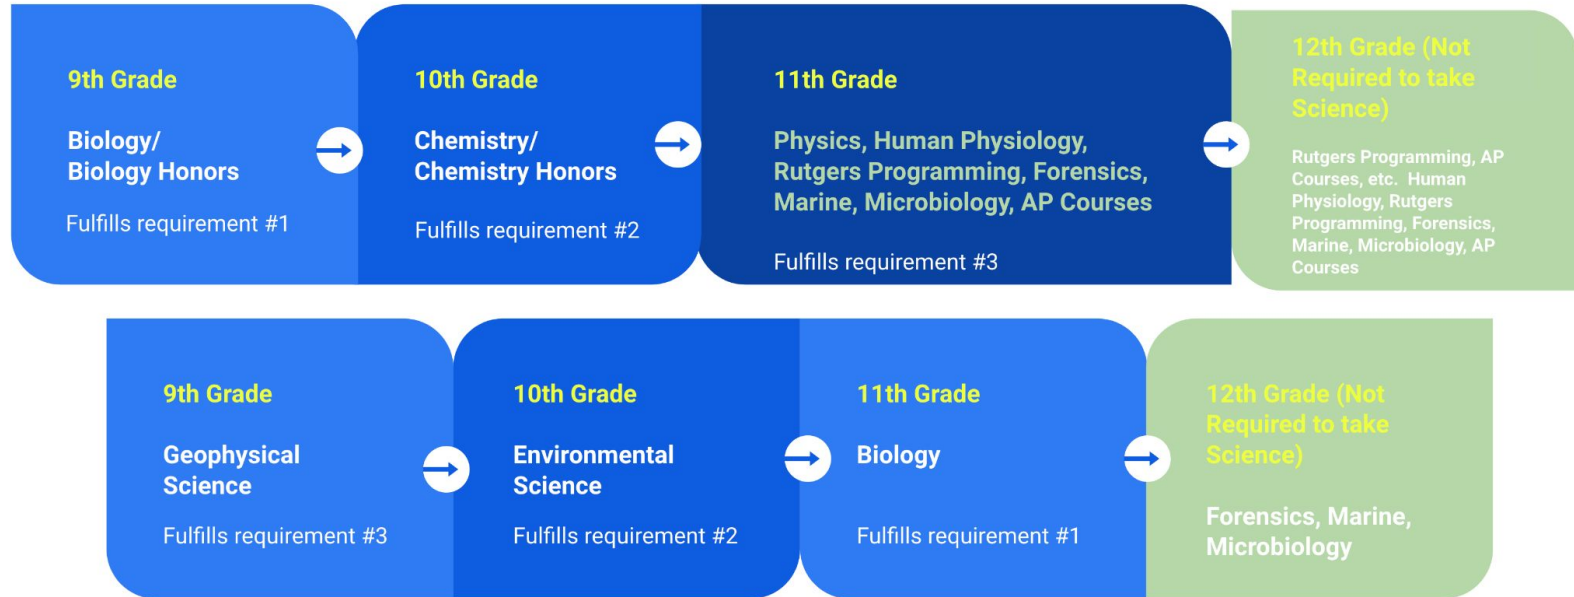 9th Grade
Biology/
Biology Honors
Fulfills requirement #1
10th Grade
Chemistry/
Chemistry Honors
Fulfills requirement #2
11th Grade
Physics, Human Physiology,
Rutgers Programming, Forensics,
Marine, Microbiology, AP Courses
Fulfills requirement #3
12th Grade (Not
Required to take
Science)
Rutgers Programming, AP
Courses, etc.  Human
Physiology, Rutgers
Programming, Forensics,
Marine, Microbiology, AP
Courses
9th Grade
Geophysical
Science
Fulfills requirement #3
10th Grade
Environmental
Science
Fulfills requirement #2
11th Grade
Biology
Fulfills requirement #1
12th Grade (Not
Required to take
Science)
Forensics, Marine,
Microbiology